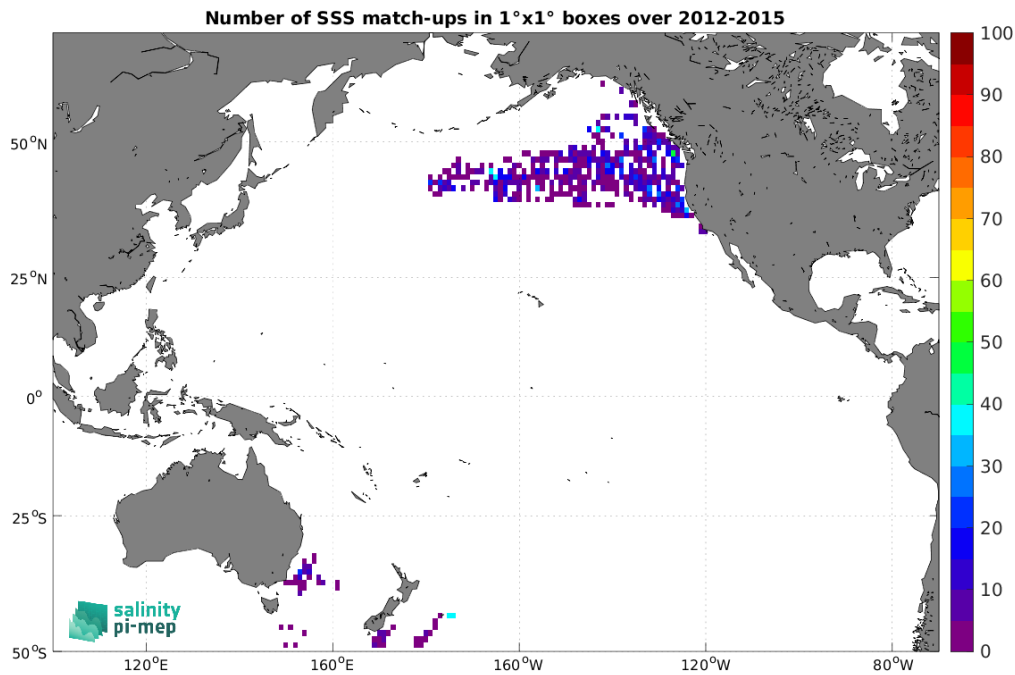 Number of SSS match-ups in 1°x1° boxes over 2012-2015
100
90
80
70
60
50
40
30
20
10
0
50°N
25°N
0°
25°S
50°S
120°E
160°E
160°W
120°W
80°W
salinity
pi-mep